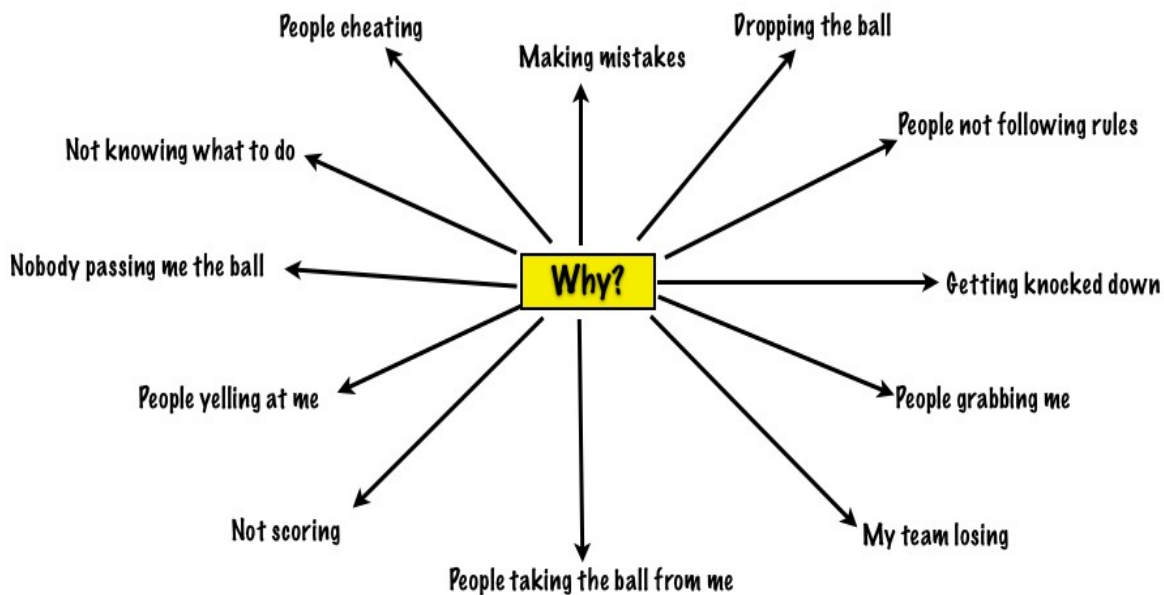 People cheating
Dropping the ball
Making mistakes
People not following rules
Not knowing what to do
Nobody passing me the ball
Why?
Getting knocked down
People yelling at me
People grabbing me
Not scoring
My team losing
People taking the ball from me